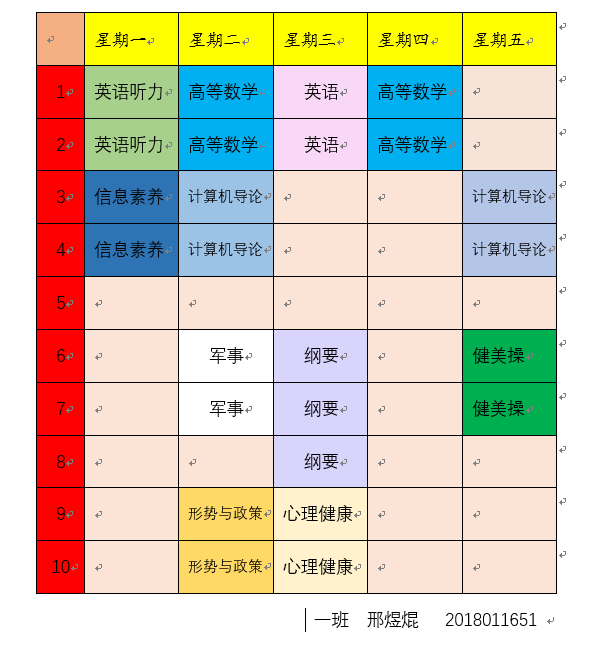 星期一 星期二 星期三 星期四 星期五
1 英语听力 高等数学 英语 高等数学
2 英语听力 高等数学 英语 高等数学
3 信息素养 计算机导论 计算机导论
4 信息素养 计算机导论 计算机导论
5
6 军事 纲要 健美操
7 军事 纲要 健美操
8 纲要
9 形势与政策 心理健康
10 形势与政策 心理健康
一班 邢煜焜 2018011651